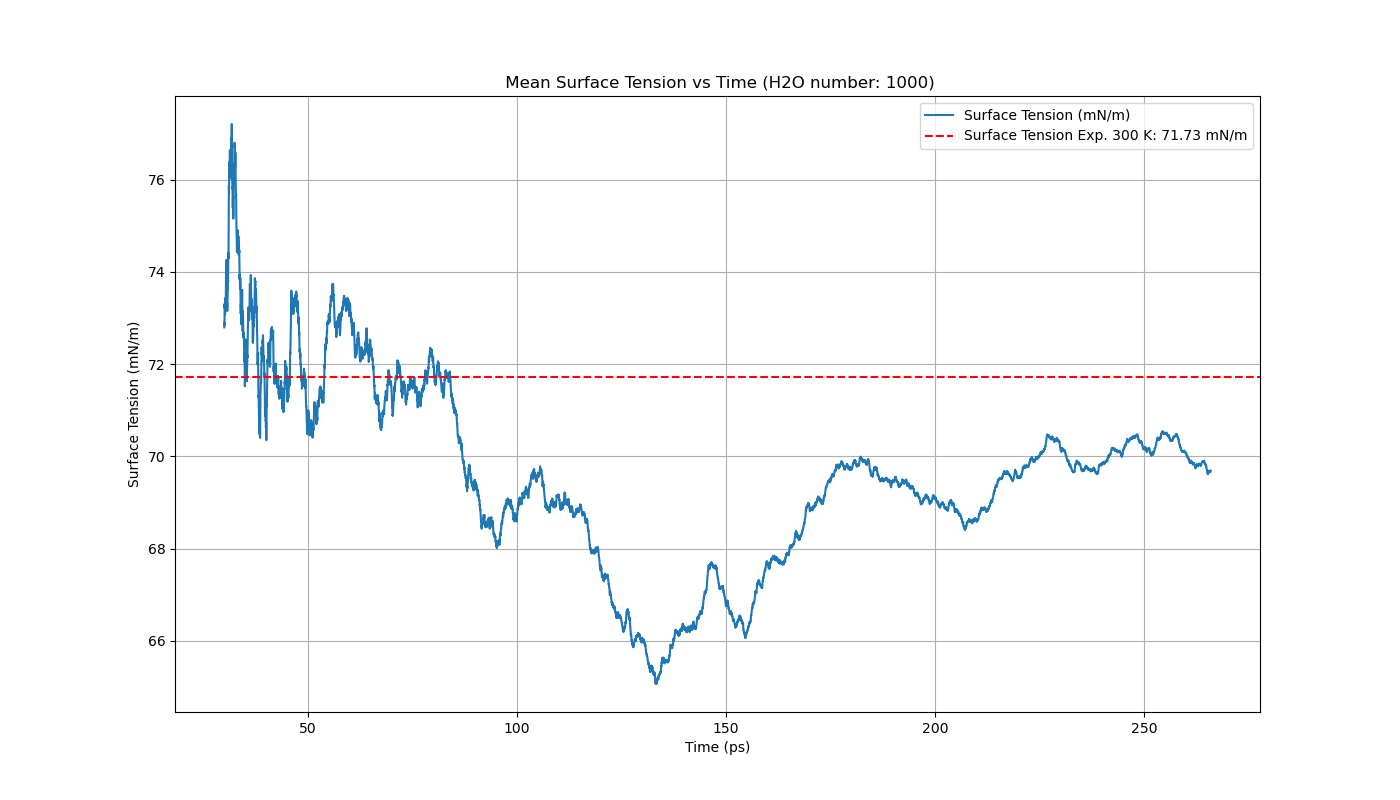 Mean Surface Tension vs Time (H2O number: 1000)
Surface Tension (mN/m)
Surface Tension Exp. 300 K: 71.73 mN/m
Surface Tension (mN/m)
76
74
72
70
68
66
50
100
150
200
250
Time (ps)